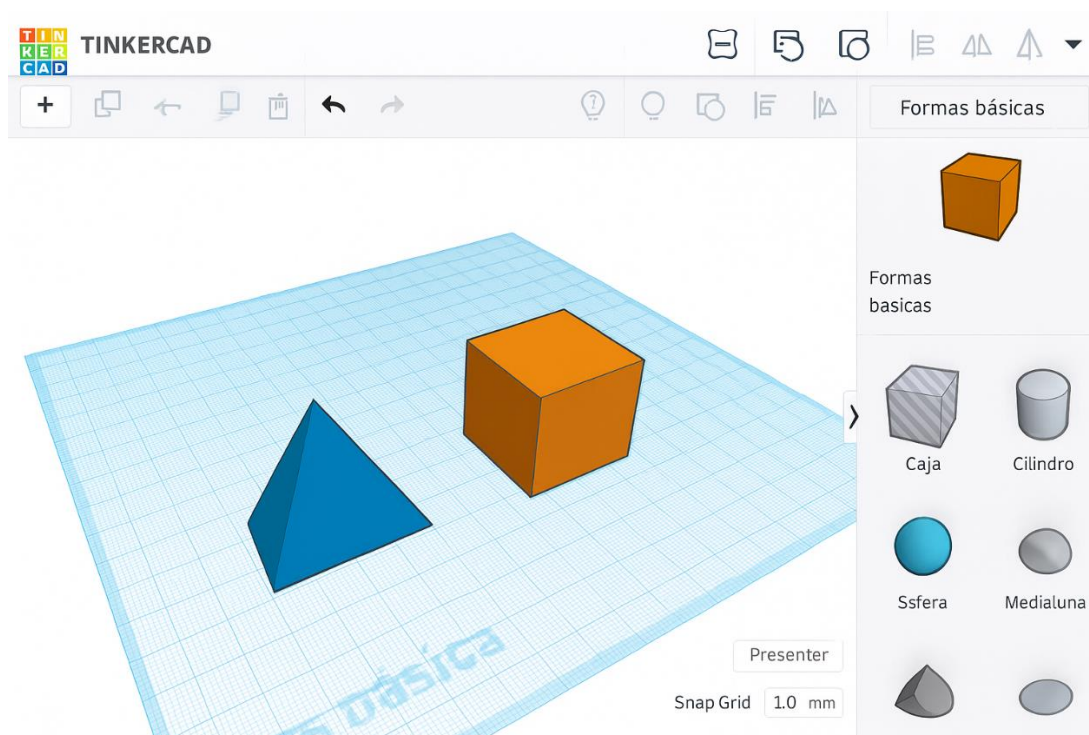 TIN
KER
CAD
TINKERCAD
Formas básicas
Formas
basicas
Caja
Cilindro
Ssfera
Medialuna
Presenter
Snap Grid 1.0 mm